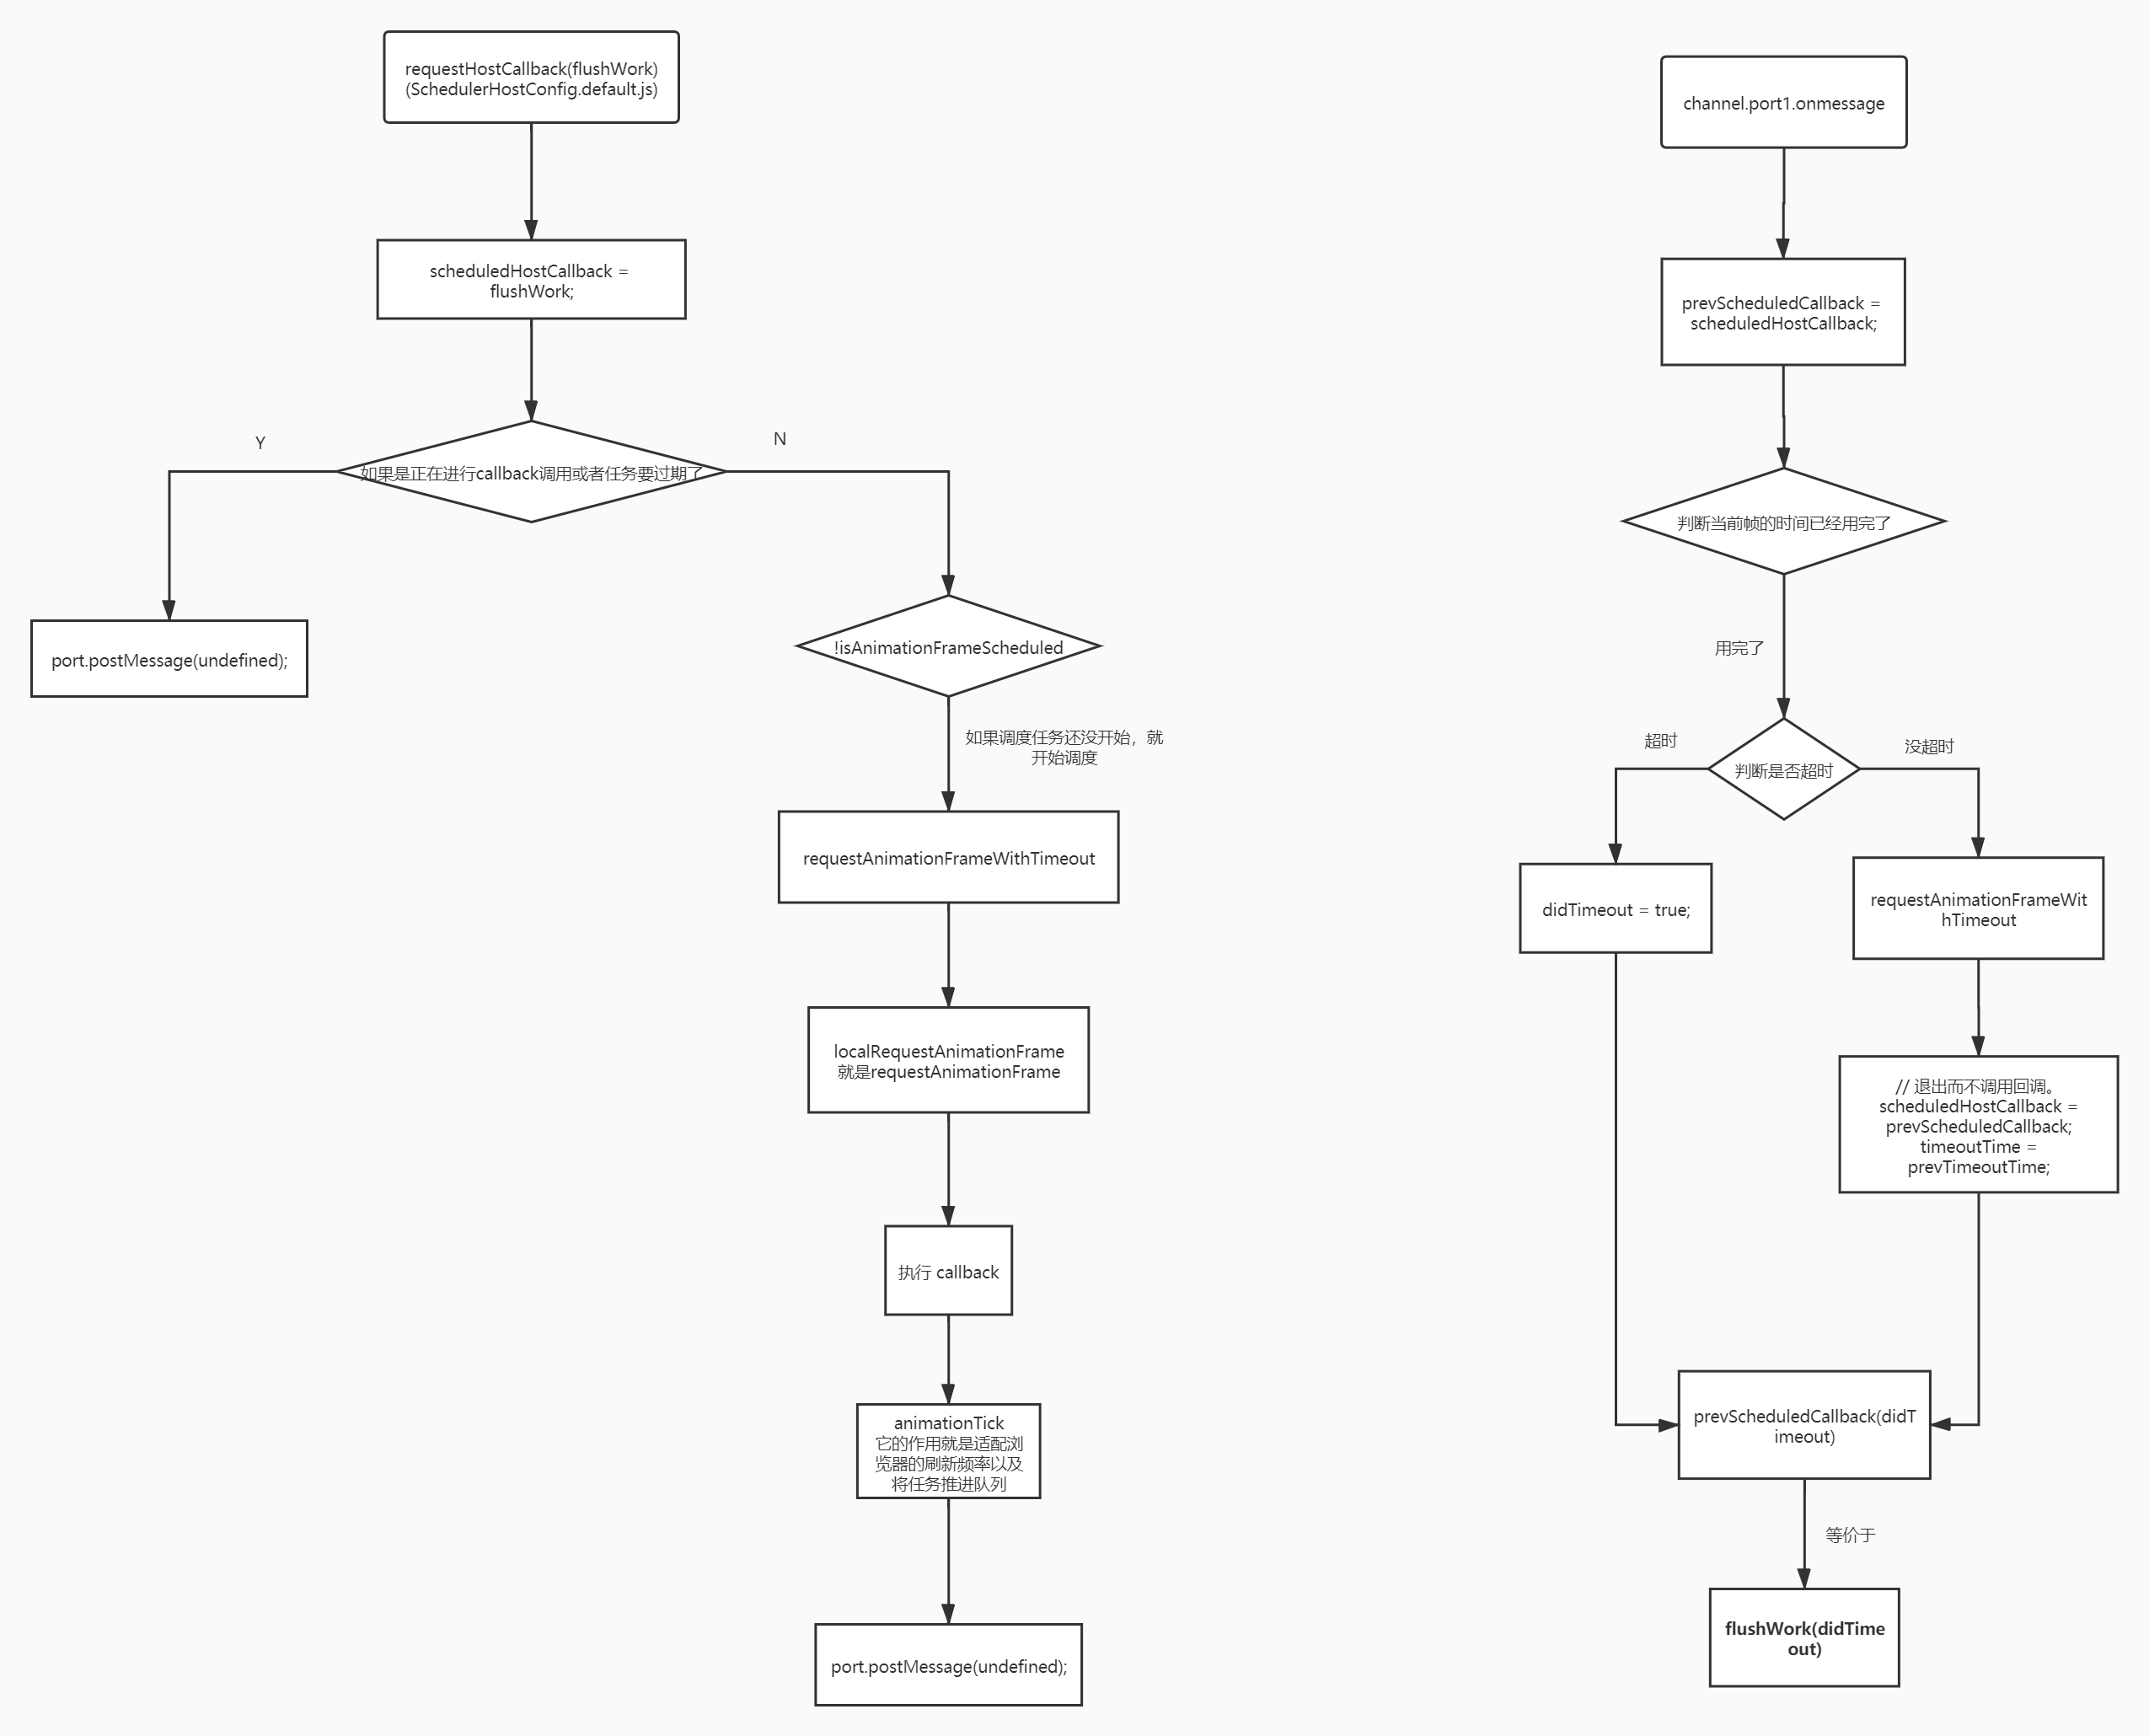 requestHostCallback(flushWork)
(SchedulerHostConfig.default.js)
scheduledHostCallback =
flushWork;
Y
N
如果是正在进行callback调用或者任务要过期了
port.postMessage(undefined);
!isAnimationFrameScheduled
如果调度任务还没开始，就
开始调度
requestAnimationFrameWithTimeout
localRequestAnimationFrame
就是requestAnimationFrame
执行 callback
animationTick
它的作用就是适配浏
览器的刷新频率以及
将任务推进队列
port.postMessage(undefined);
channel.port1.onmessage
prevScheduledCallback =
scheduledHostCallback;
判断当前帧的时间已经用完了
用完了
超时
没超时
判断是否超时
didTimeout = true;
requestAnimationFrameWit
hTimeout
// 退出而不调用回调。
scheduledHostCallback =
prevScheduledCallback;
timeoutTime =
prevTimeoutTime;
prevScheduledCallback(didT
imeout)
等价于
flushWork(didTime
out)